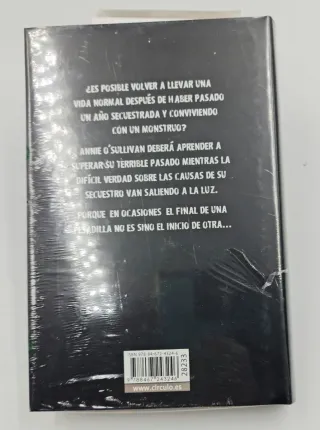 ¿ES POSIBLE VOLVER A LLEVAR UNA
VIDA NORMAL DESPUÉS DE HABER PASADO
UN AÑO SECUESTRADA Y CONVIVIENDO
CON UN MONSTRUO?
ANNIE O'SULLIVAN DEBERÁ APRENDER A
SUPERAR SU TERRIBLE PASADO MIENTRAS LA
DIFÍCIL VERDAD SOBRE LAS CAUSAS DE SU
SECUESTRO VAN SALIENDO A LA LUZ.
PORQUE EN OCASIONES EL FINAL DE UNA
PESADILLA NO ES SINO EL INICIO DE OTRA...
28233
www.circulo.es